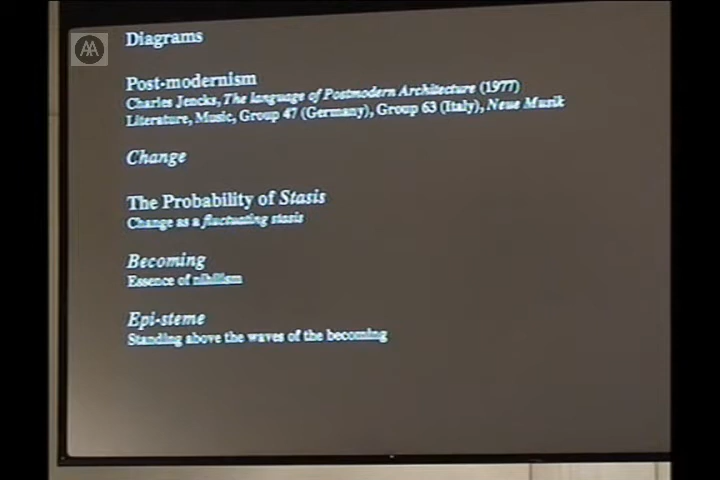 AA
Diagrams
Post-modernism
Charles Jencks, The language of Postmodern Architecture (1977)
Literature, Music, Group 47 (Germany), Group 63 (Italy), Neue Musik
Change
The Probability of Stasis
Change as a fluctuating stasis
Becoming
Essence of nihilism
Epi-steme
Standing above the waves of the becoming